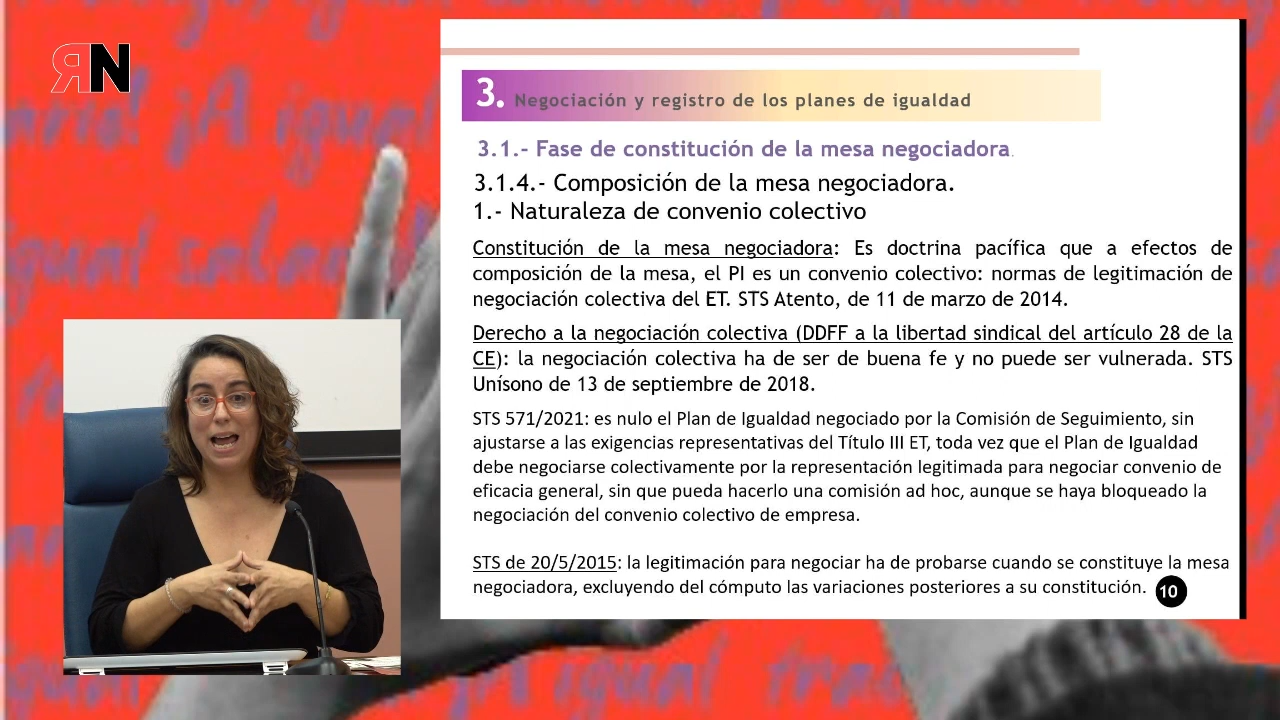 ЯN
3. Negociación y registro de los planes de igualdad
3.1.- Fase de constitución de la mesa negociadora.
3.1.4.- Composición de la mesa negociadora.
1.- Naturaleza de convenio colectivo
Constitución de la mesa negociadora: Es doctrina pacífica que a efectos de
composición de la mesa, el PI es un convenio colectivo: normas de legitimación de
negociación colectiva del ET. STS Atento, de 11 de marzo de 2014.
Derecho a la negociación colectiva (DDFF a la libertad sindical del artículo 28 de la
CE): la negociación colectiva ha de ser de buena fe y no puede ser vulnerada. STS
Unísono de 13 de septiembre de 2018.
STS 571/2021: es nulo el Plan de Igualdad negociado por la Comisión de Seguimiento, sin
ajustarse a las exigencias representativas del Título III ET, toda vez que el Plan de Igualdad
debe negociarse colectivamente por la representación legitimada para negociar convenio de
eficacia general, sin que pueda hacerlo una comisión ad hoc, aunque se haya bloqueado la
negociación del convenio colectivo de empresa.
STS de 20/5/2015: la legitimación para negociar ha de probarse cuando se constituye la mesa
negociadora, excluyendo del cómputo las variaciones posteriores a su constitución. 10
¡A igual
igual salar
igual
¡A igual trac